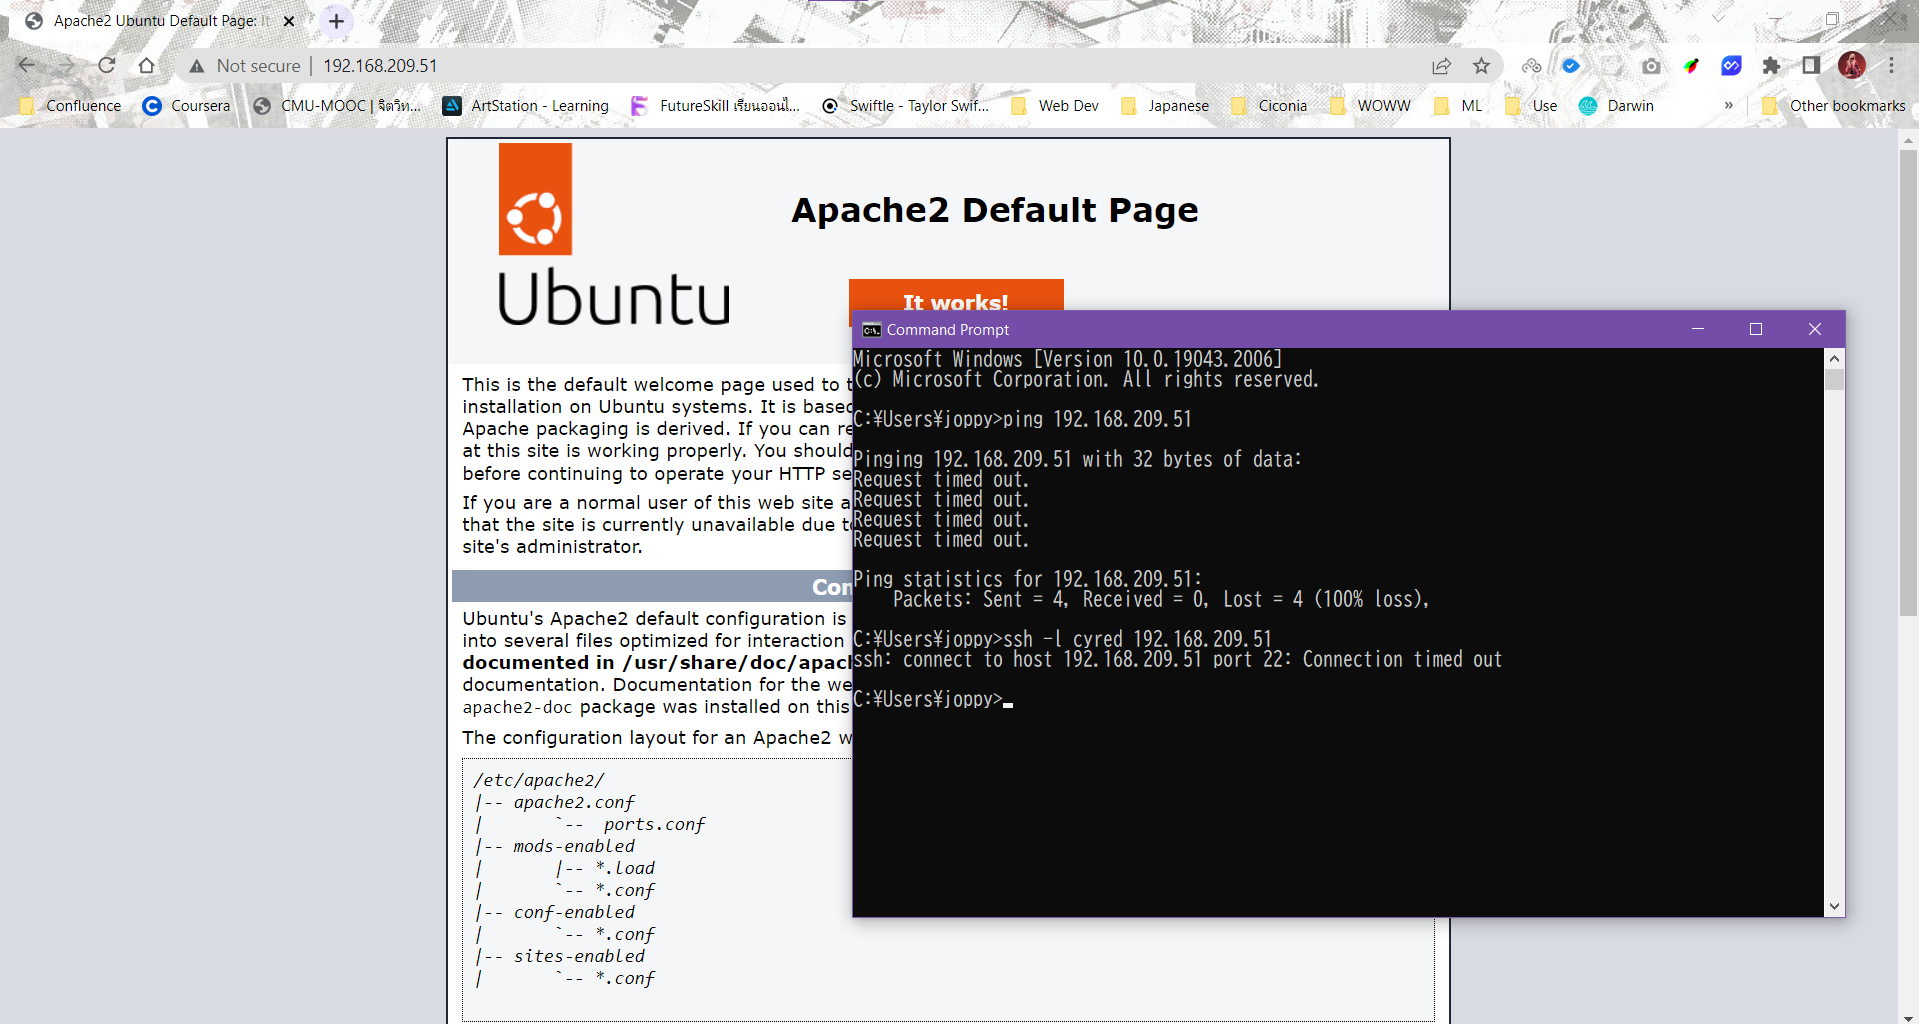 Apache2 Ubuntu Default Page: It
Not secure
192.168.209.51
Confluence
Coursera
CMU-MOOC | จิตวิท...
ArtStation - Learning
FutureSkill เรียนออนไ...
Swiftle - Taylor Swif...
Web Dev
Japanese
Ciconia
WOWW
ML
Use
Darwin
»
Other bookmarks
Ubuntu
Apache2 Default Page
It works!
This is the default welcome page used to t
installation on Ubuntu systems. It is based
Apache packaging is derived. If you can re
at this site is working properly. You should
before continuing to operate your HTTP se
If you are a normal user of this web site a
that the site is currently unavailable due to
site's administrator.
Con
Ubuntu's Apache2 default configuration is
into several files optimized for interaction
documented in /usr/share/doc/apach
documentation. Documentation for the we
apache2-doc package was installed on this
The configuration layout for an Apache2 w
/etc/apache2/
|-- apache2.conf
|       `--  ports.conf
|-- mods-enabled
|       |-- *.load
|       `-- *.conf
|-- conf-enabled
|       `-- *.conf
|-- sites-enabled
|       `-- *.conf
Command Prompt
Microsoft Windows [Version 10.0.19043.2006]
(c) Microsoft Corporation. All rights reserved.
C:¥Users¥joppy>ping 192.168.209.51
Pinging 192.168.209.51 with 32 bytes of data:
Request timed out.
Request timed out.
Request timed out.
Request timed out.
Ping statistics for 192.168.209.51:
    Packets: Sent = 4, Received = 0, Lost = 4 (100% loss),
C:¥Users¥joppy>ssh -l cyred 192.168.209.51
ssh: connect to host 192.168.209.51 port 22: Connection timed out
C:¥Users¥joppy>